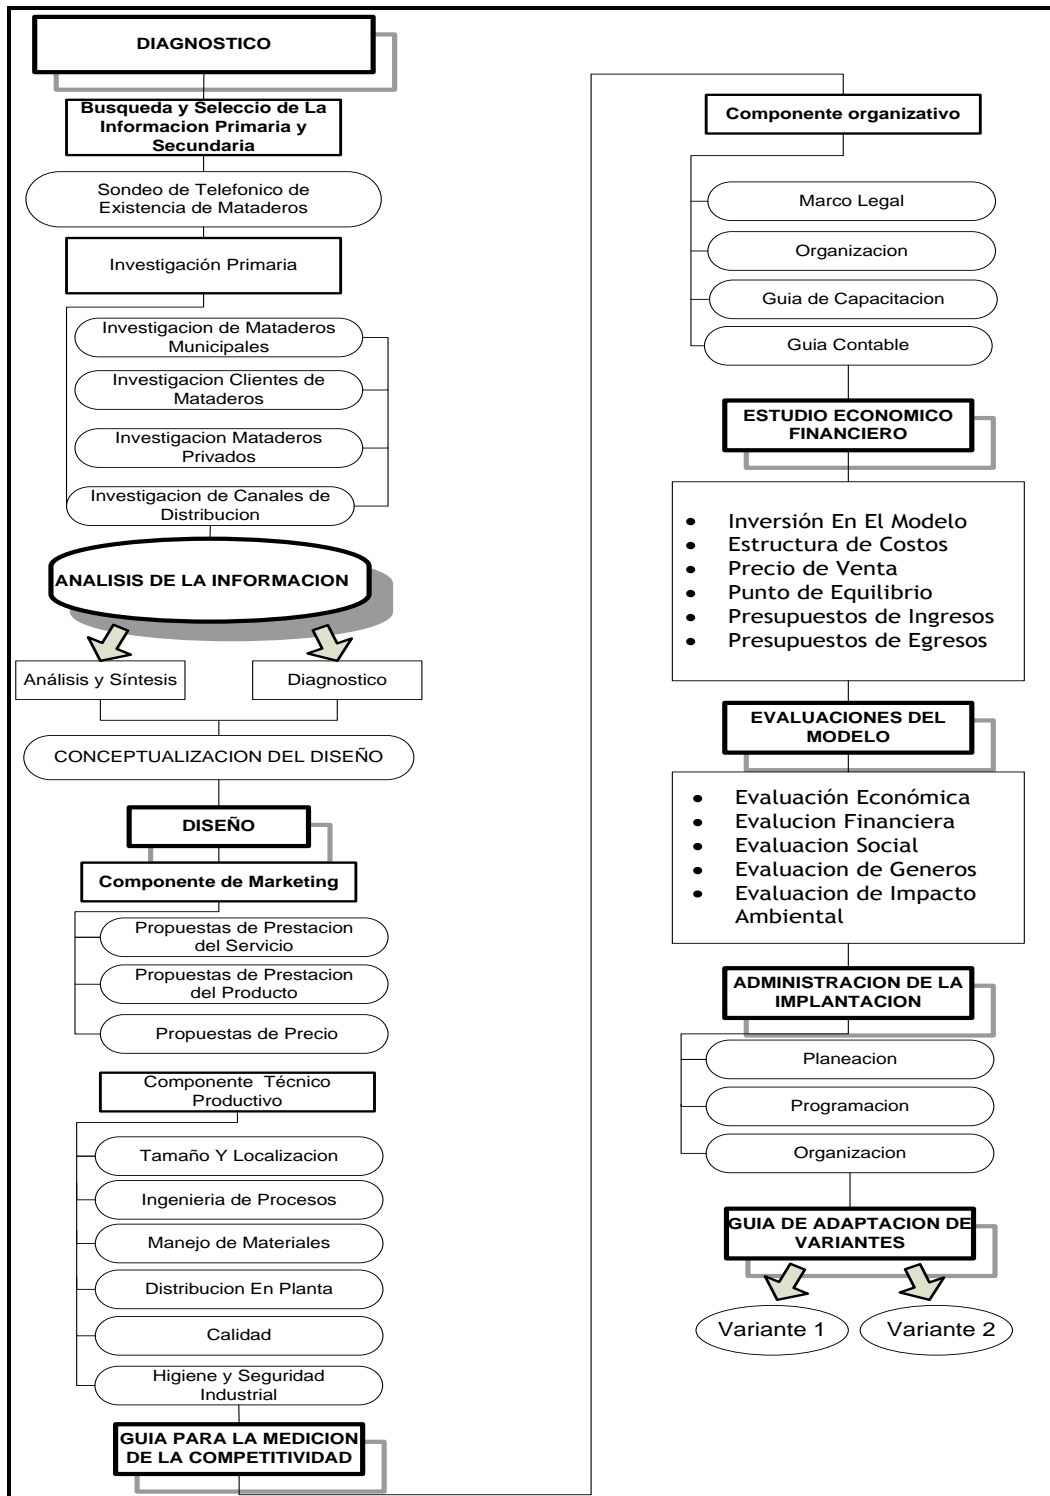 DIAGNOSTICO
Busqueda y Seleccio de La
Informacion Primaria y
Secundaria
Sondeo de Telefonico de
Existencia de Mataderos
Investigación Primaria
Investigacion de Mataderos
Municipales
Investigacion Clientes de
Mataderos
Investigacion Mataderos
Privados
Investigacion de Canales de
Distribucion
ANALISIS DE LA INFORMACION
Análisis y Síntesis
Diagnostico
CONCEPTUALIZACION DEL DISEÑO
DISEÑO
Componente de Marketing
Propuestas de Prestacion
del Servicio
Propuestas de Prestacion
del Producto
Propuestas de Precio
Componente Técnico
Productivo
Tamaño Y Localizacion
Ingenieria de Procesos
Manejo de Materiales
Distribucion En Planta
Calidad
Higiene y Seguridad
Industrial
GUIA PARA LA MEDICION
DE LA COMPETITIVIDAD
Componente organizativo
Marco Legal
Organizacion
Guia de Capacitacion
Guia Contable
ESTUDIO ECONOMICO
FINANCIERO
• Inversión En El Modelo
• Estructura de Costos
• Precio de Venta
• Punto de Equilibrio
• Presupuestos de Ingresos
• Presupuestos de Egresos
EVALUACIONES DEL
MODELO
• Evaluación Económica
• Evalucion Financiera
• Evaluacion Social
• Evaluacion de Generos
• Evaluacion de Impacto
Ambiental
ADMINISTRACION DE LA
IMPLANTACION
Planeacion
Programacion
Organizacion
GUIA DE ADAPTACION DE
VARIANTES
Variante 1
Variante 2